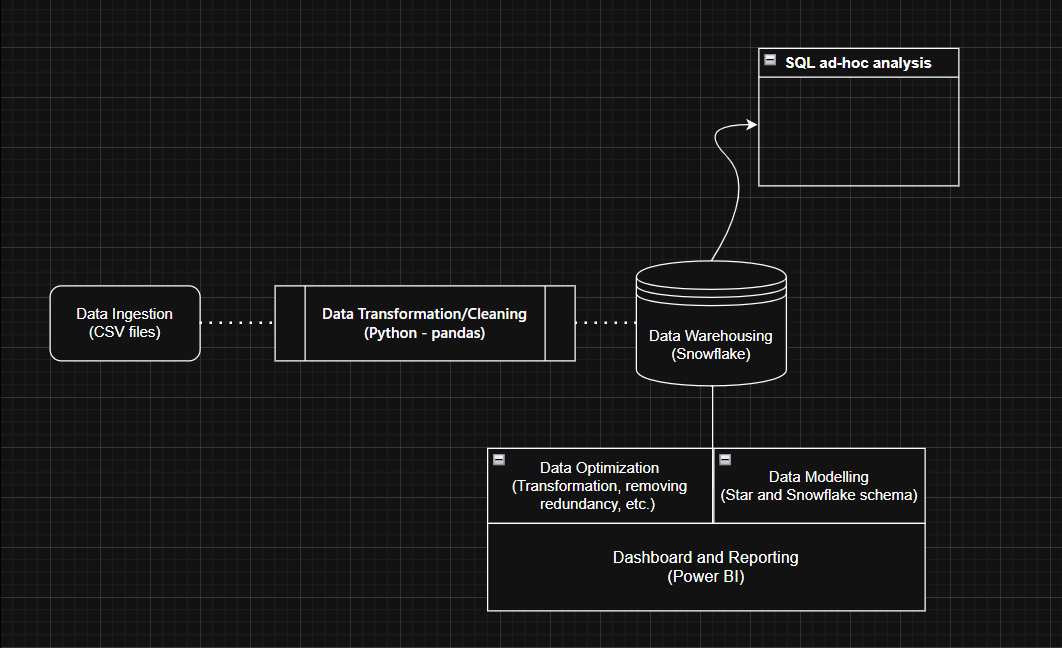 SQL ad-hoc analysis
Data Ingestion
(CSV files)
Data Transformation/Cleaning
(Python - pandas)
Data Warehousing
(Snowflake)
Data Optimization
(Transformation, removing
redundancy, etc.)
Data Modelling
(Star and Snowflake schema)
Dashboard and Reporting
(Power BI)